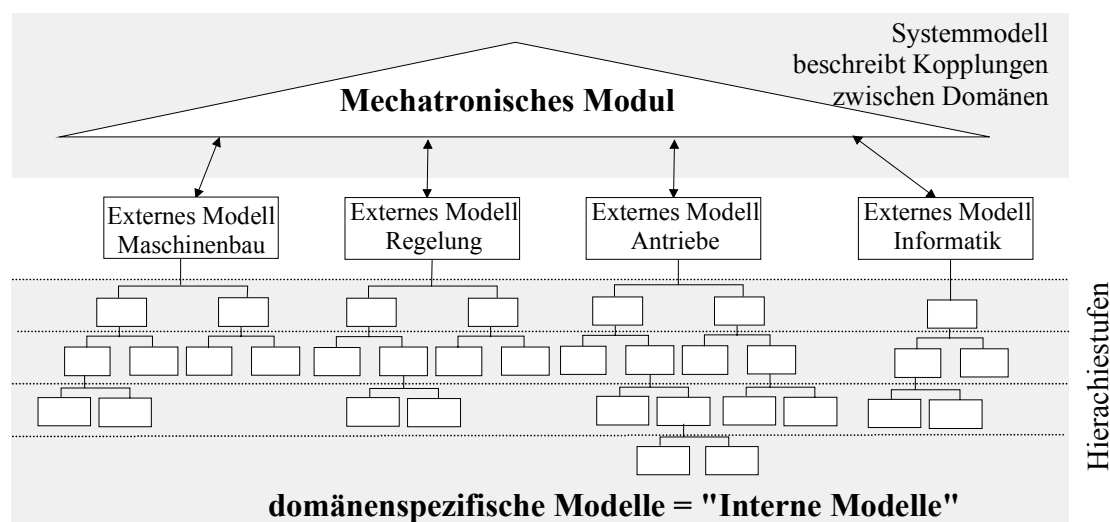 Systemmodell
beschreibt Kopplungen
zwischen Domänen
Mechatronisches Modul
Externes Modell
Maschinenbau
Externes Modell
Regelung
Externes Modell
Antriebe
Externes Modell
Informatik
Hierachiestufen
domänenspezifische Modelle = "Interne Modelle"